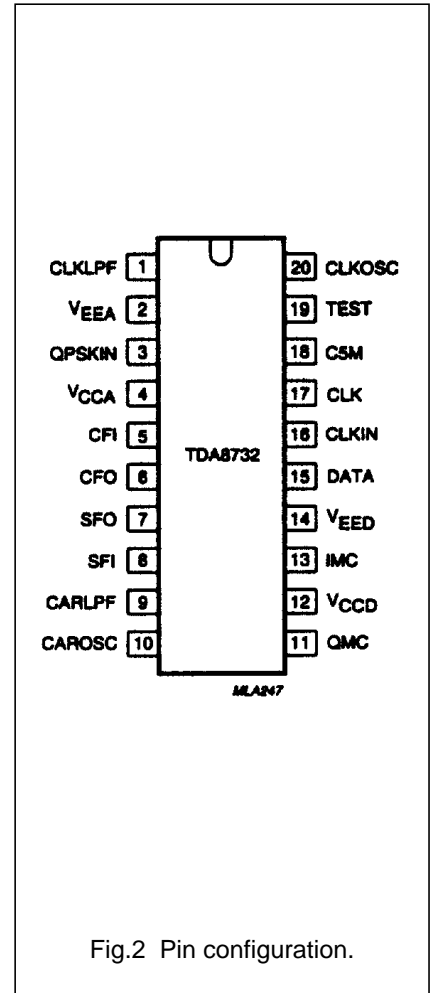 CLKLPF 1
VEEA 2
QPSKIN 3
VCCA 4
CFI 5
CFO 6
SFO 7
SFI 8
CARLPF 9
CAROSC 10
TDA8732
20 CLKOSC
19 TEST
18 C5M
17 CLK
16 CLKIN
15 DATA
14 VEED
13 IMC
12 VCCD
11 QMC
MLA247
Fig.2 Pin configuration.